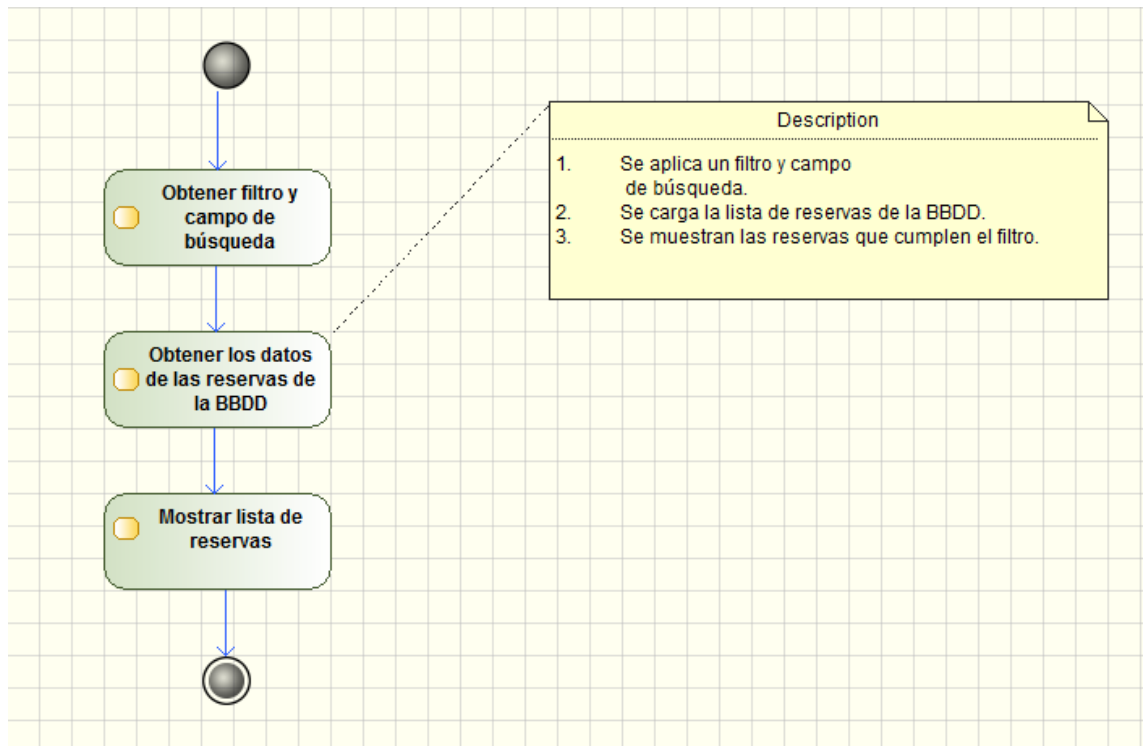 Obtener filtro y
campo de
búsqueda
Obtener los datos
de las reservas de
la BBDD
Mostrar lista de
reservas
Description
1. Se aplica un filtro y campo
de búsqueda.
2. Se carga la lista de reservas de la BBDD.
3. Se muestran las reservas que cumplen el filtro.